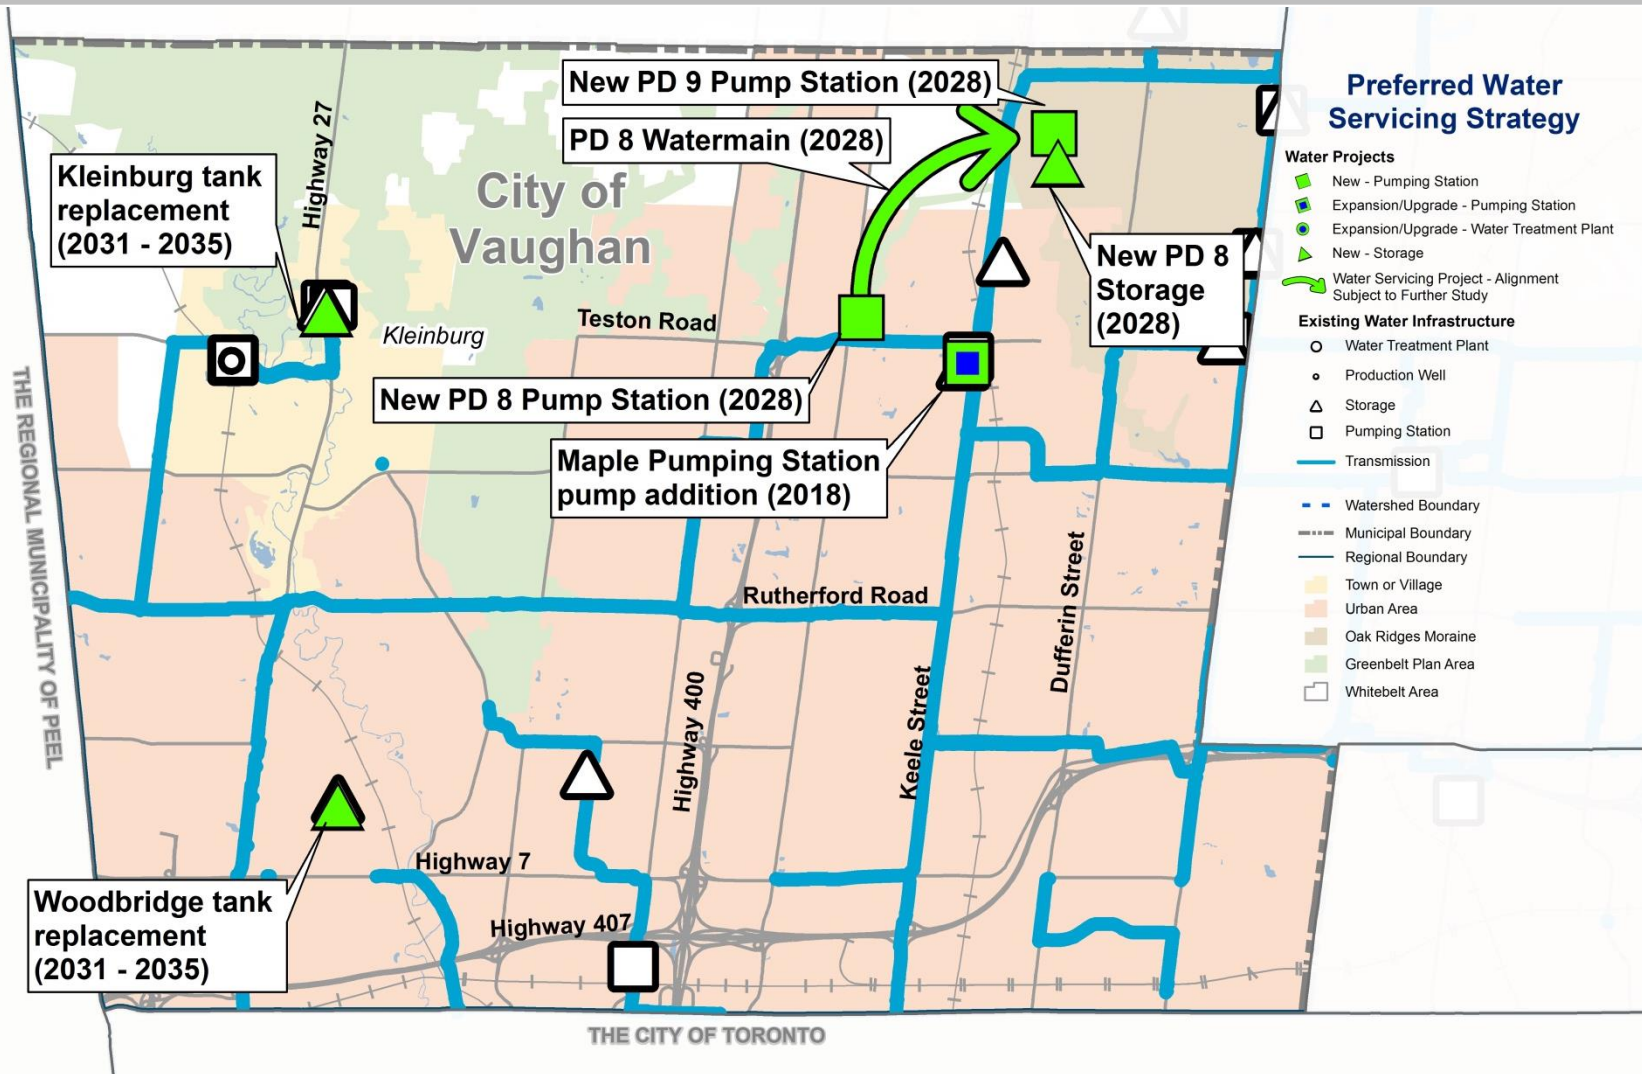 New PD 9 Pump Station (2028)
PD 8 Watermain (2028)
Kleinburg tank
replacement
(2031 - 2035)
Highway 27
City of
Vaughan
New PD 8
Storage
(2028)
Kleinburg
Teston Road
New PD 8 Pump Station (2028)
Maple Pumping Station
pump addition (2018)
THE REGIONAL MUNICIPALITY OF PEEL
Rutherford Road
Dufferin Street
Keele Street
Highway 400
Highway 7
Highway 407
Woodbridge tank
replacement
(2031 - 2035)
THE CITY OF TORONTO
Preferred Water
Servicing Strategy
Water Projects
New - Pumping Station
Expansion/Upgrade - Pumping Station
Expansion/Upgrade - Water Treatment Plant
New - Storage
Water Servicing Project - Alignment
Subject to Further Study
Existing Water Infrastructure
Water Treatment Plant
Production Well
Storage
Pumping Station
Transmission
Watershed Boundary
Municipal Boundary
Regional Boundary
Town or Village
Urban Area
Oak Ridges Moraine
Greenbelt Plan Area
Whitebelt Area